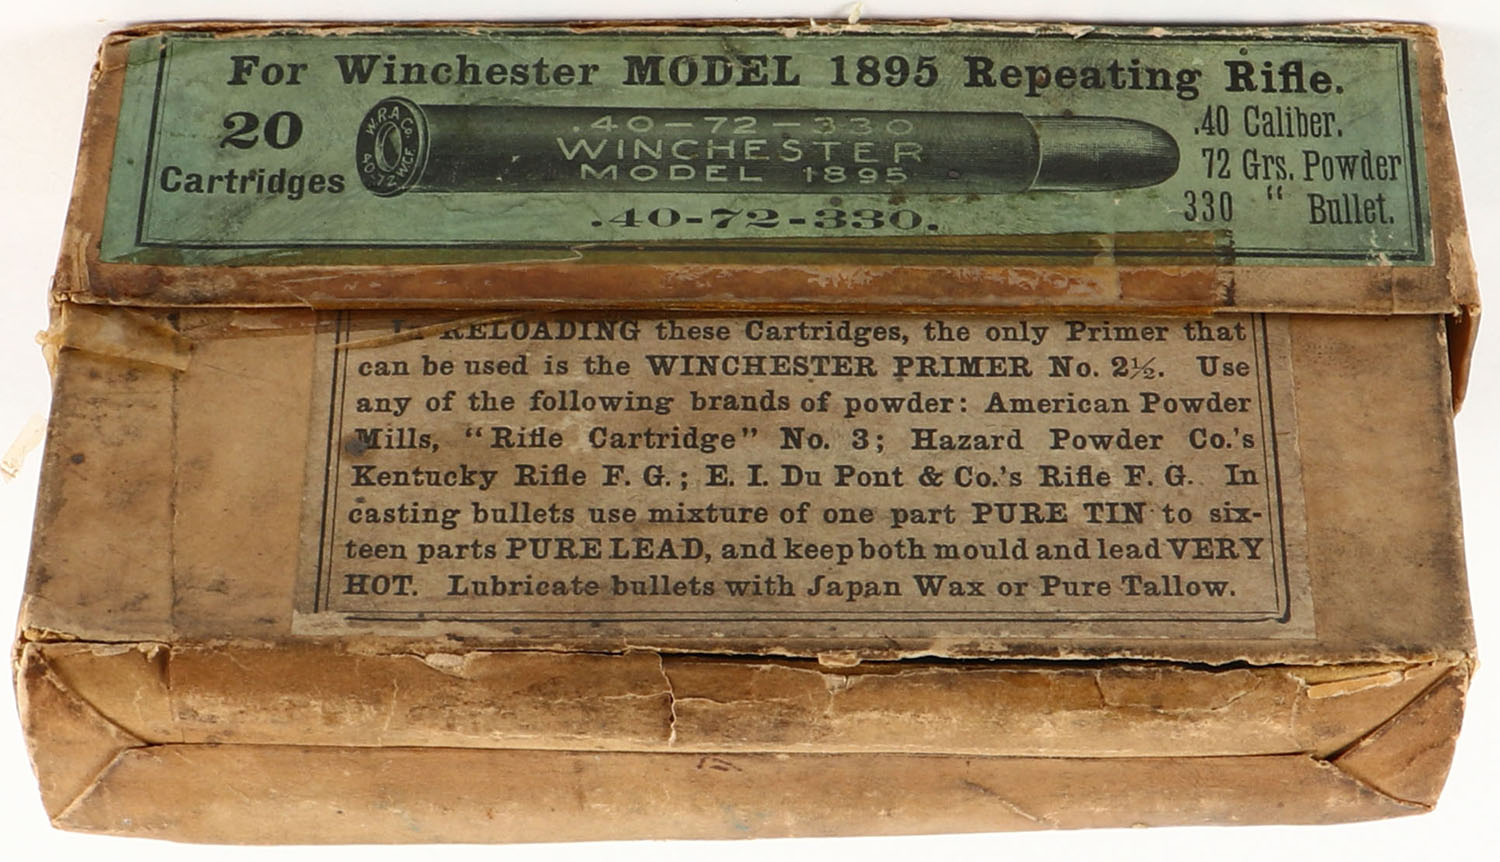 For Winchester MODEL 1895 Repeating Rifle.
20
Cartridges
W.R.A.Co.
40-72 W.C.F.
.40-72-330
WINCHESTER
MODEL 1895
.40-72-330.
.40 Caliber.
72 Grs. Powder
330 " Bullet.
In RELOADING these Cartridges, the only Primer that
can be used is the WINCHESTER PRIMER No. 2½. Use
any of the following brands of powder: American Powder
Mills, "Rifle Cartridge" No. 3; Hazard Powder Co.'s
Kentucky Rifle F. G.; E. I. Du Pont & Co.'s Rifle F. G. In
casting bullets use mixture of one part PURE TIN to six-
teen parts PURE LEAD, and keep both mould and lead VERY
HOT. Lubricate bullets with Japan Wax or Pure Tallow.